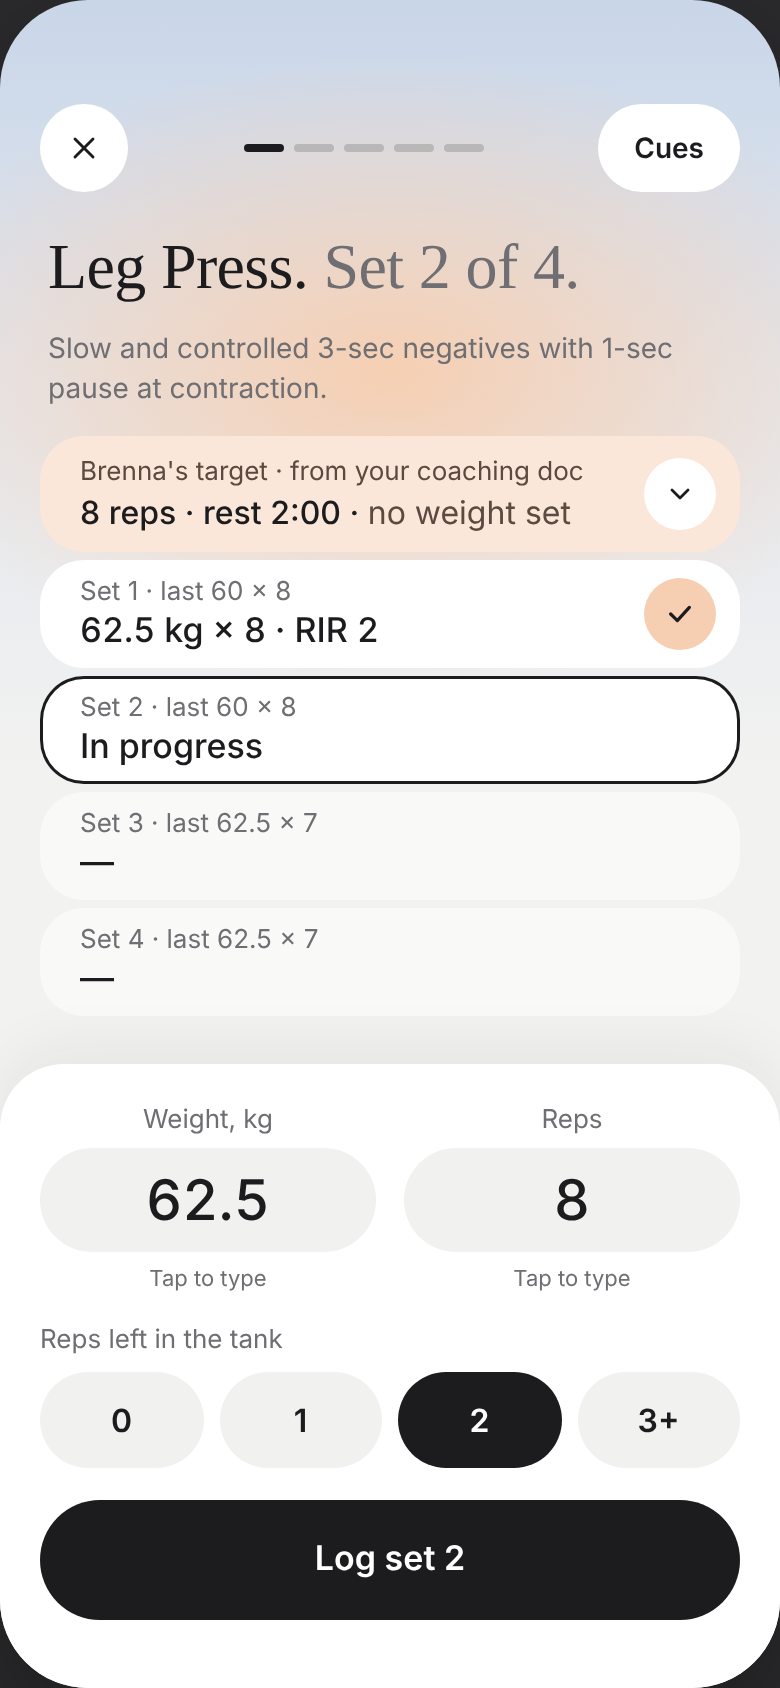 Cues
Leg Press. Set 2 of 4.
Slow and controlled 3-sec negatives with 1-sec
pause at contraction.
Brenna's target · from your coaching doc
8 reps · rest 2:00 · no weight set
Set 1 · last 60 × 8
62.5 kg × 8 · RIR 2
Set 2 · last 60 × 8
In progress
Set 3 · last 62.5 × 7
—
Set 4 · last 62.5 × 7
—
Weight, kg
Reps
62.5
8
Tap to type
Tap to type
Reps left in the tank
0
1
2
3+
Log set 2